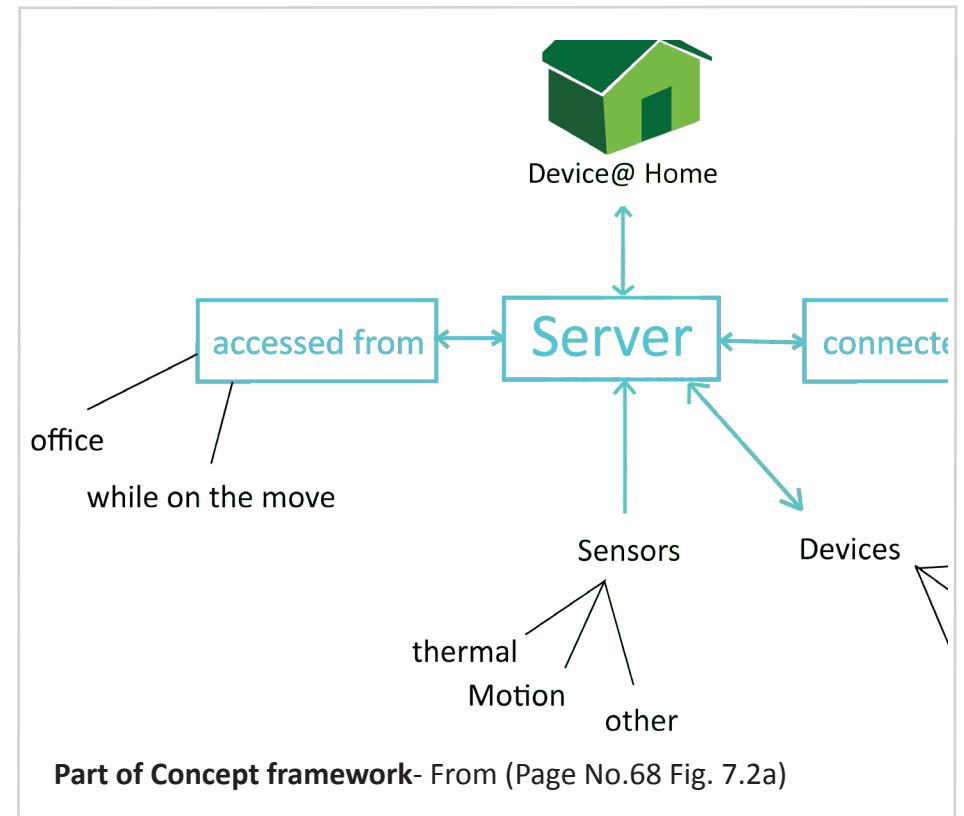 Device@ Home
accessed from
Server
office
while on the move
Sensors
Devices
thermal
Motion
other
Part of Concept framework- From (Page No.68 Fig. 7.2a)